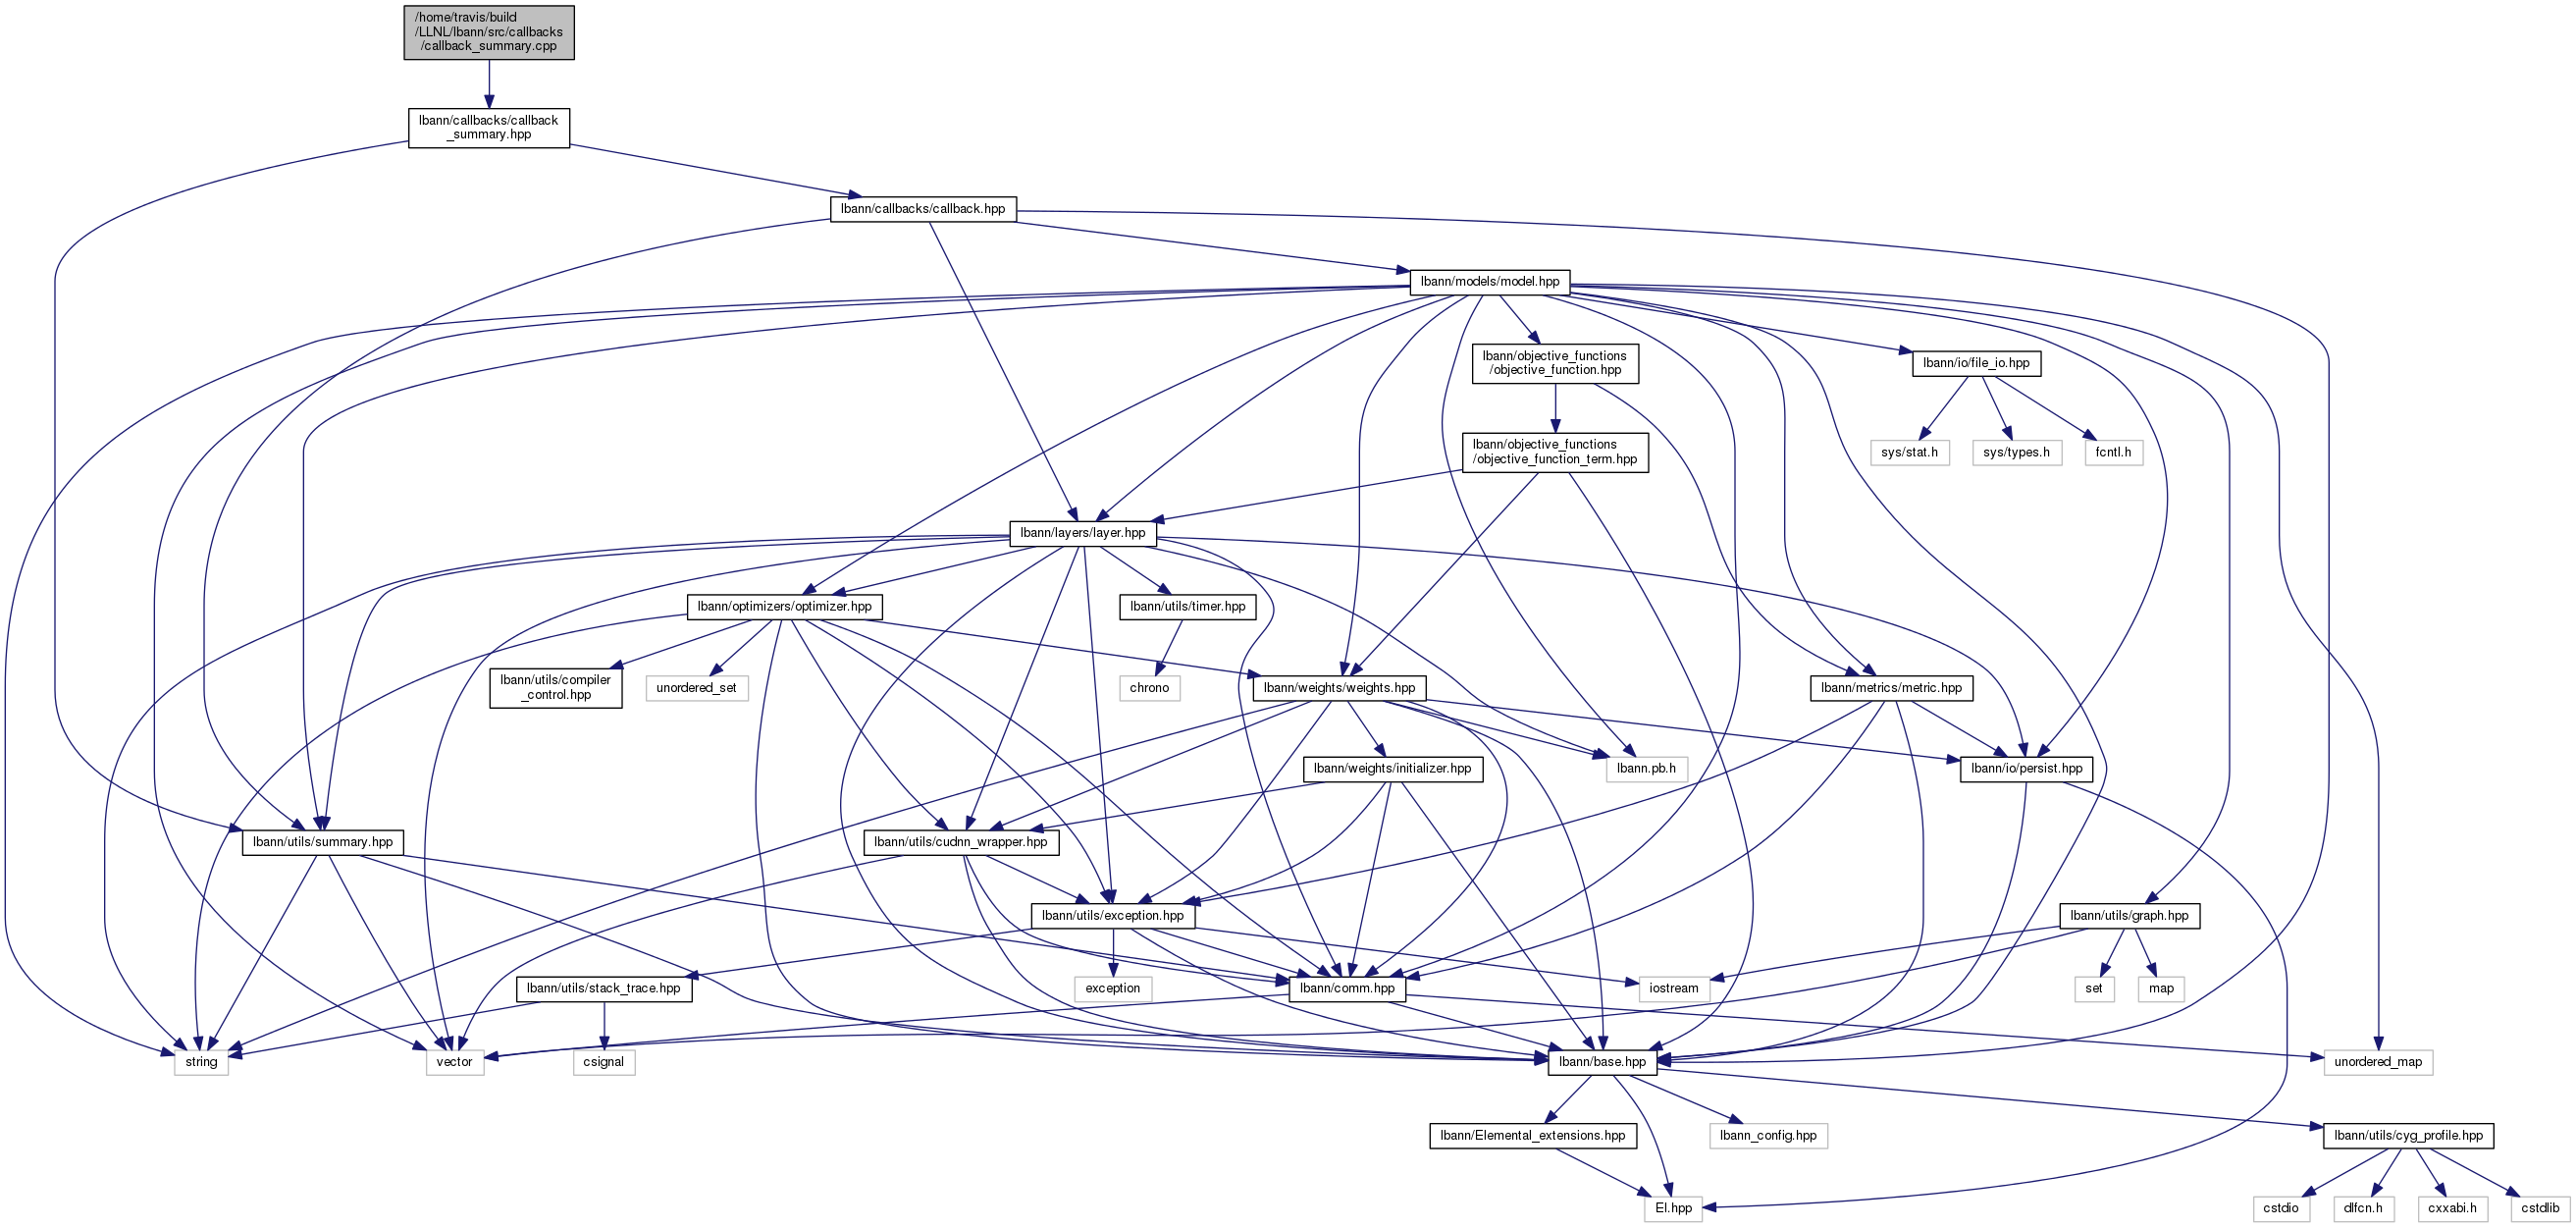 /home/travis/build
/LLNL/lbann/src/callbacks
/callback_summary.cpp
lbann/callbacks/callback
_summary.hpp
lbann/callbacks/callback.hpp
lbann/models/model.hpp
lbann/objective_functions
/objective_function.hpp
lbann/io/file_io.hpp
lbann/objective_functions
/objective_function_term.hpp
sys/stat.h
sys/types.h
fcntl.h
lbann/layers/layer.hpp
lbann/optimizers/optimizer.hpp
lbann/utils/timer.hpp
lbann/utils/compiler
_control.hpp
unordered_set
chrono
lbann/weights/weights.hpp
lbann/metrics/metric.hpp
lbann/weights/initializer.hpp
lbann.pb.h
lbann/io/persist.hpp
lbann/utils/summary.hpp
lbann/utils/cudnn_wrapper.hpp
lbann/utils/exception.hpp
lbann/utils/graph.hpp
lbann/utils/stack_trace.hpp
exception
lbann/comm.hpp
iostream
set
map
string
vector
csignal
lbann/base.hpp
unordered_map
lbann/Elemental_extensions.hpp
lbann_config.hpp
lbann/utils/cyg_profile.hpp
El.hpp
cstdio
dlfcn.h
cxxabi.h
cstdlib